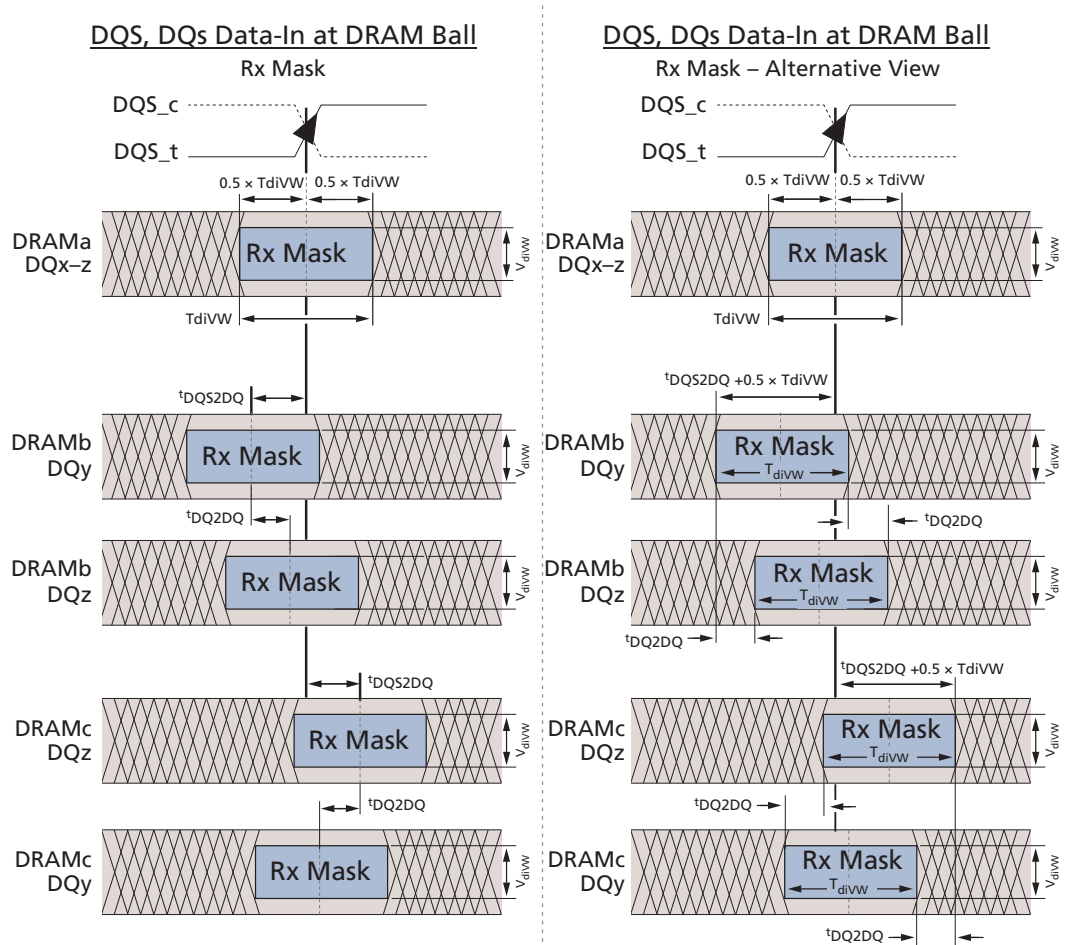 DQS, DQs Data-In at DRAM Ball
Rx Mask
DQS_c
DQS_t
0.5 × TdiVW 0.5 × TdiVW
DRAMa
DQx–z
Rx Mask
VdiVW
TdiVW
tDQS2DQ
DRAMb
DQy
Rx Mask
VdiVW
tDQ2DQ
DRAMb
DQz
Rx Mask
VdiVW
tDQS2DQ
DRAMc
DQz
Rx Mask
VdiVW
tDQ2DQ
DRAMc
DQy
Rx Mask
VdiVW
DQS, DQs Data-In at DRAM Ball
Rx Mask – Alternative View
DQS_c
DQS_t
0.5 × TdiVW 0.5 × TdiVW
DRAMa
DQx–z
Rx Mask
VdiVW
TdiVW
tDQS2DQ +0.5 × TdiVW
DRAMb
DQy
Rx Mask
TdiVW
VdiVW
tDQ2DQ
DRAMb
DQz
Rx Mask
TdiVW
VdiVW
tDQ2DQ
tDQS2DQ +0.5 × TdiVW
DRAMc
DQz
Rx Mask
TdiVW
VdiVW
tDQ2DQ
DRAMc
DQy
Rx Mask
TdiVW
VdiVW
tDQ2DQ